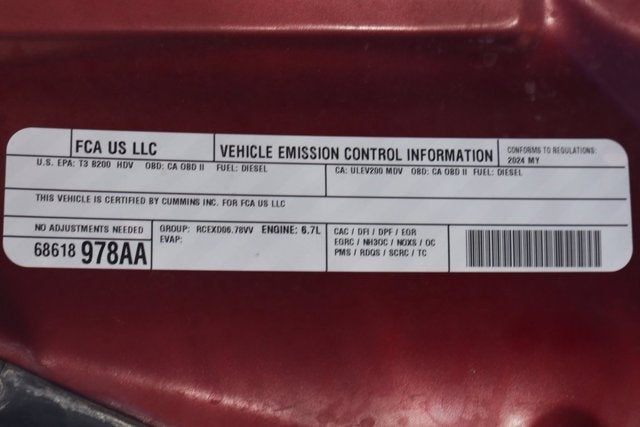 FCA US LLC
VEHICLE EMISSION CONTROL INFORMATION
CONFORMS TO REGULATIONS:
2024 MY
U.S. EPA: T3 B200 HDV OBD: CA OBD II FUEL: DIESEL
CA: ULEV200 MDV OBD: CA OBD II FUEL: DIESEL
THIS VEHICLE IS CERTIFIED BY CUMMINS INC. FOR FCA US LLC
NO ADJUSTMENTS NEEDED
68618 978AA
GROUP: RCEXD06.78VV ENGINE: 6.7L
EVAP:
CAC / DFI / DPF / EGR
EGRC / NH3OC / NOXS / OC
PMS / RDQS / SCRC / TC